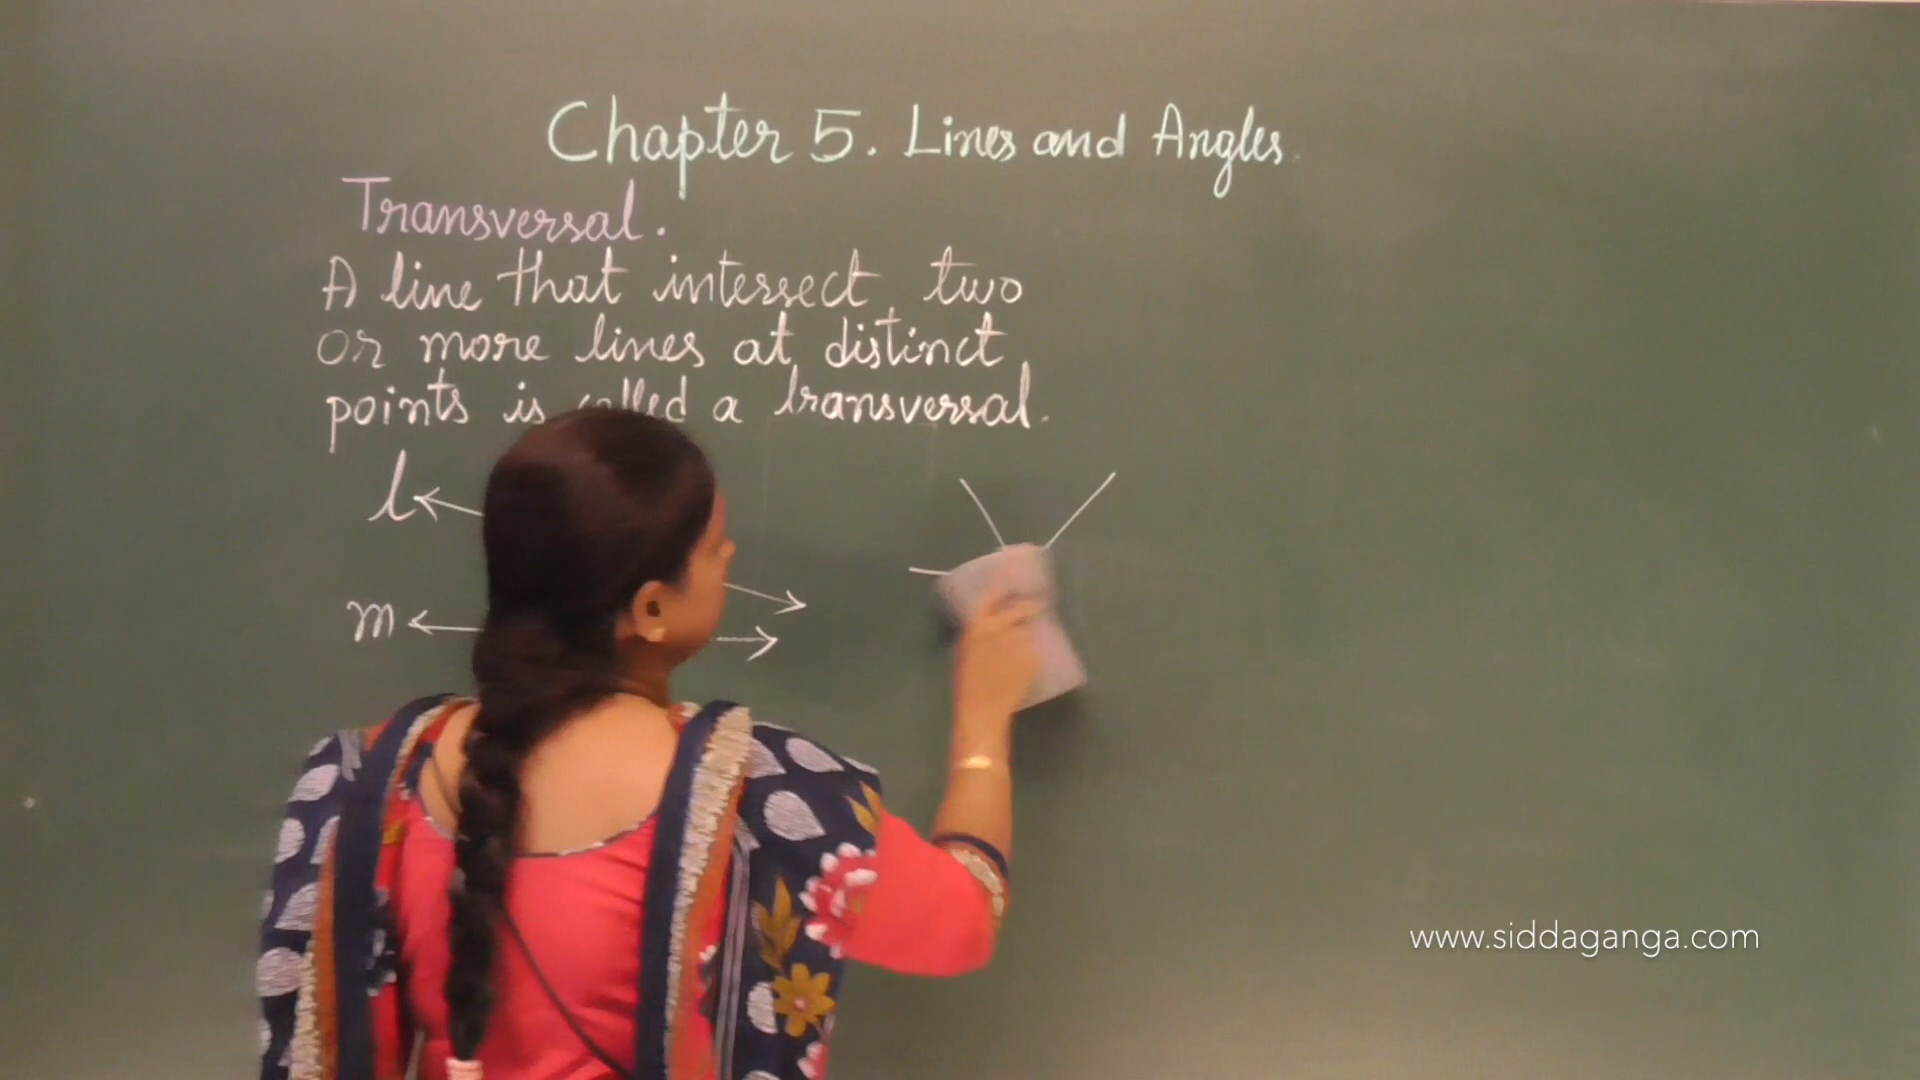 Chapter 5. Lines and Angles.
Transversal.
A line that intersect two
or more lines at distinct
points is called a transversal.
l
m
www.siddaganga.com